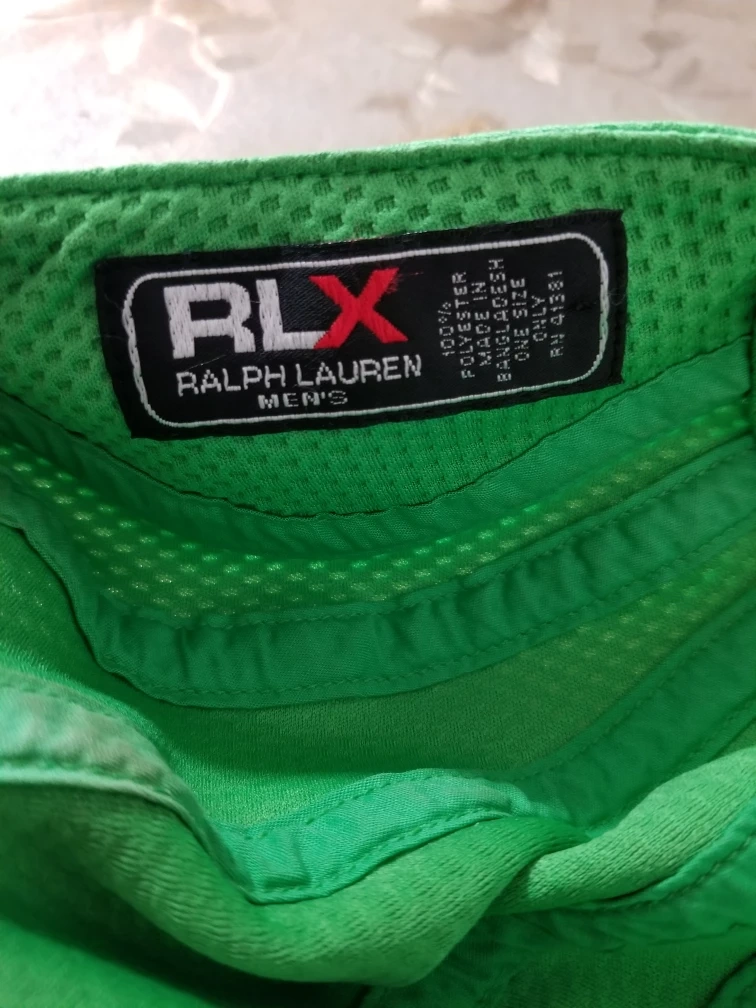 RLX
RALPH LAUREN
MEN'S
100%
POLYESTER
MADE IN
BANGLADESH
ONE SIZE
ONLY
RN 41381